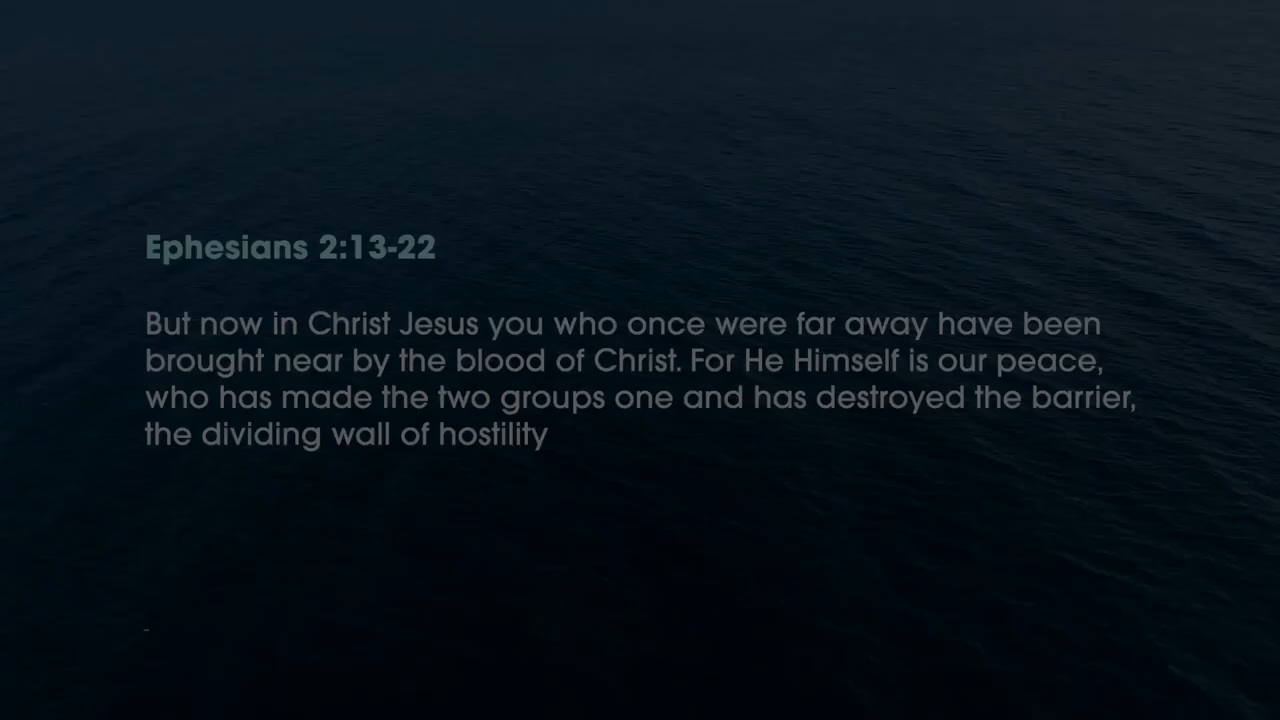 Ephesians 2:13-22
But now in Christ Jesus you who once were far away have been
brought near by the blood of Christ. For He Himself is our peace,
who has made the two groups one and has destroyed the barrier,
the dividing wall of hostility